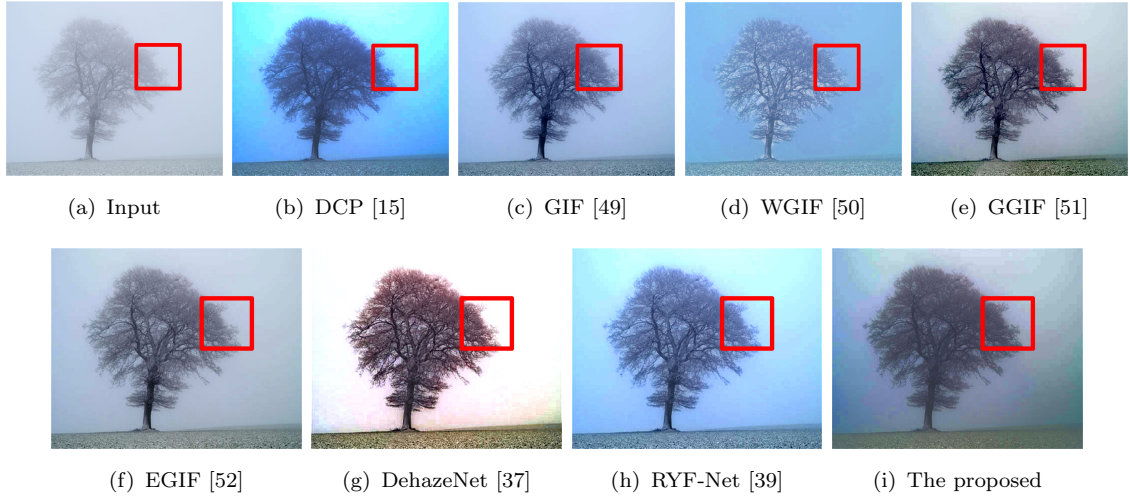 (a) Input (b) DCP [15] (c) GIF [49] (d) WGIF [50] (e) GGIF [51]
(f) EGIF [52] (g) DehazeNet [37] (h) RYF-Net [39] (i) The proposed